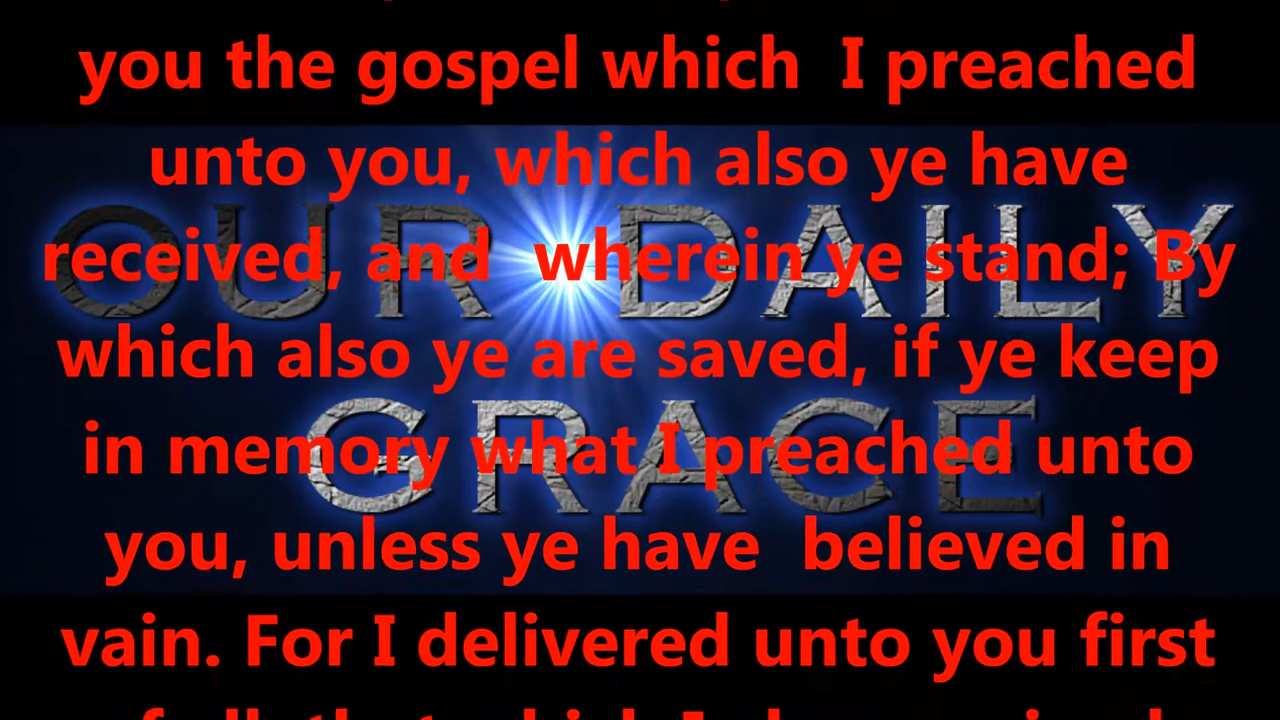 you the gospel which I preached
unto you, which also ye have
received, and wherein ye stand; By
which also ye are saved, if ye keep
in memory what I preached unto
you, unless ye have believed in
vain. For I delivered unto you first
OUR DAILY
GRACE